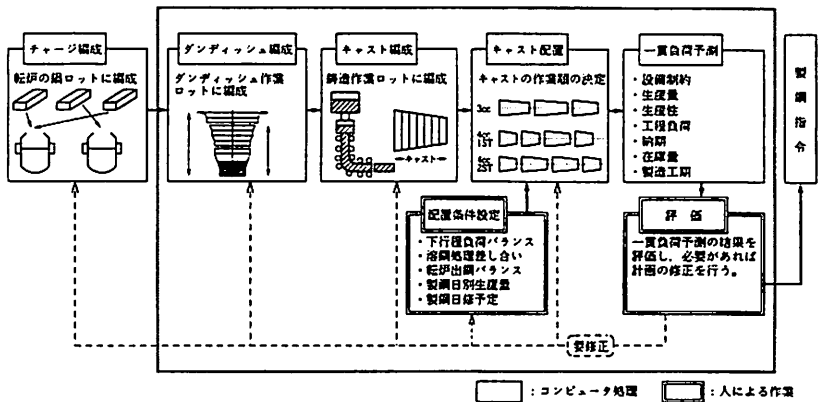 チャージ編成
転炉の鍋ロットに編成
ダンディッシュ編成
ダンディッシュ作業
ロットに編成
キャスト編成
鋳造作業ロットに編成
キャスト
キャスト配置
キャストの作業順の決定
3cc
4cc
1ST
5cc
2ST
一貫負荷予測
・設備制約
・生産量
・生産性
・工程負荷
・納期
・在庫量
・製造工期
製鋼指令
配置条件設定
・下行程負荷バランス
・溶鋼処理差し合い
・転炉出鋼バランス
・製鋼日別生産量
・製鋼日修予定
評価
一貫負荷予測の結果を
評価し、必要があれば
計画の修正を行う。
要修正
:コンピュータ処理
:人による作業